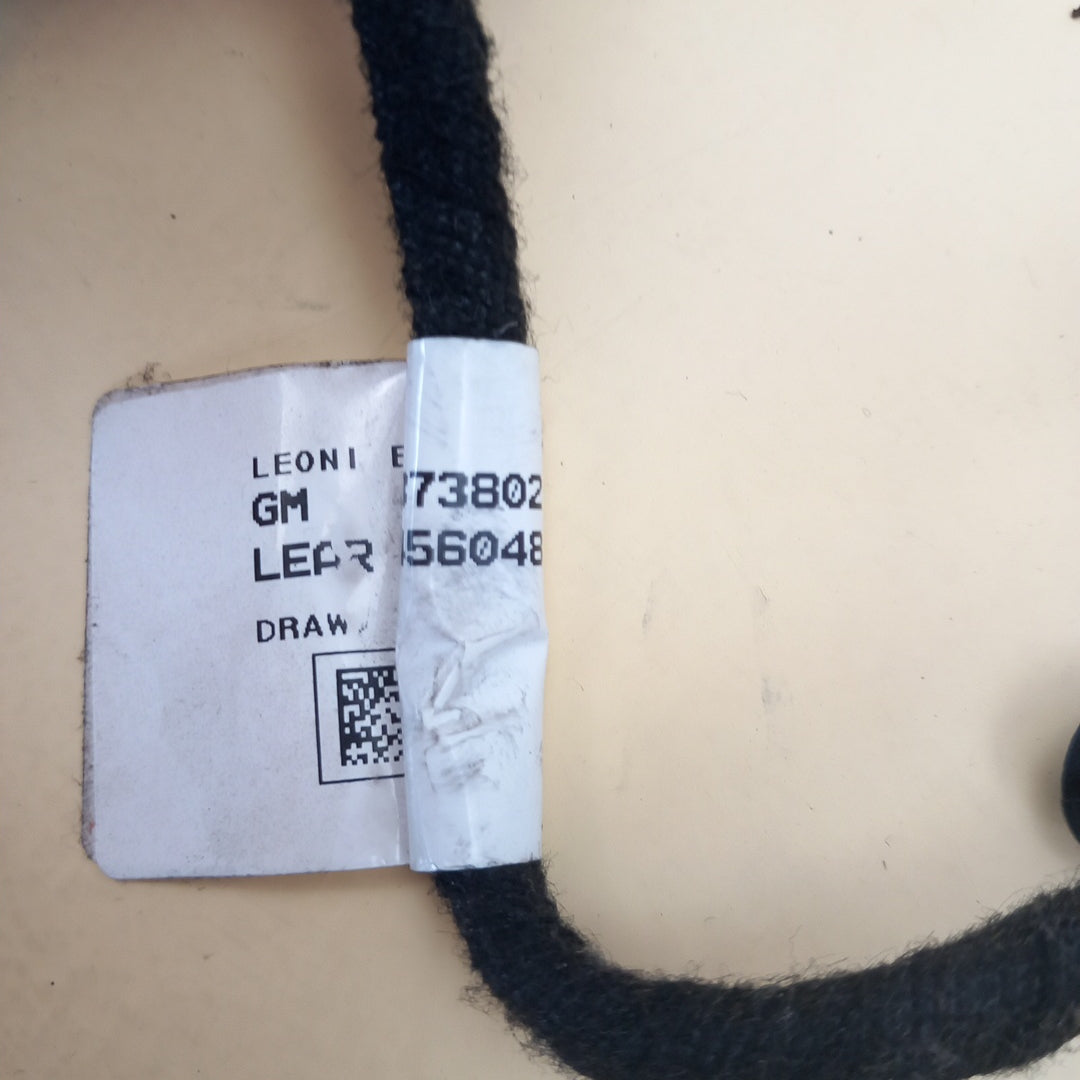 LEONI E
GM 73802
LEAR 56048
DRAW